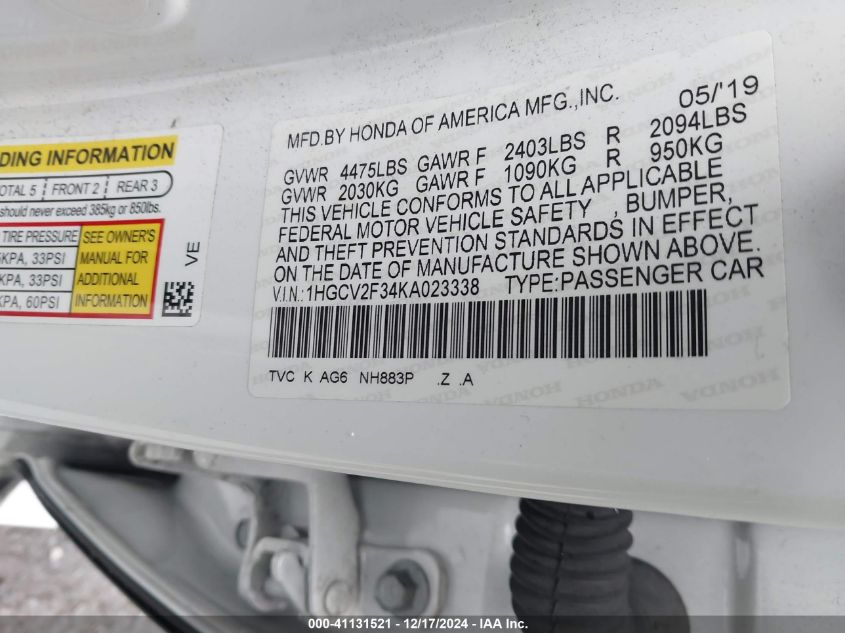 DING INFORMATION
OTAL 5 FRONT 2 REAR 3
should never exceed 385kg or 850lbs.
TIRE PRESSURE SEE OWNER'S
KPA, 33PSI MANUAL FOR
KPA, 33PSI ADDITIONAL
KPA, 60PSI INFORMATION
VE
MFD.BY HONDA OF AMERICA MFG.,INC. 05/'19
GVWR 4475LBS GAWR F 2403LBS R 2094LBS
GVWR 2030KG GAWR F 1090KG R 950KG
THIS VEHICLE CONFORMS TO ALL APPLICABLE
FEDERAL MOTOR VEHICLE SAFETY , BUMPER,
AND THEFT PREVENTION STANDARDS IN EFFECT
ON THE DATE OF MANUFACTURE SHOWN ABOVE.
V.I.N.:1HGCV2F34KA023338 TYPE:PASSENGER CAR
TVC K AG6 NH883P .Z .A
HONDA
000-41131521 - 12/17/2024 - IAA Inc.